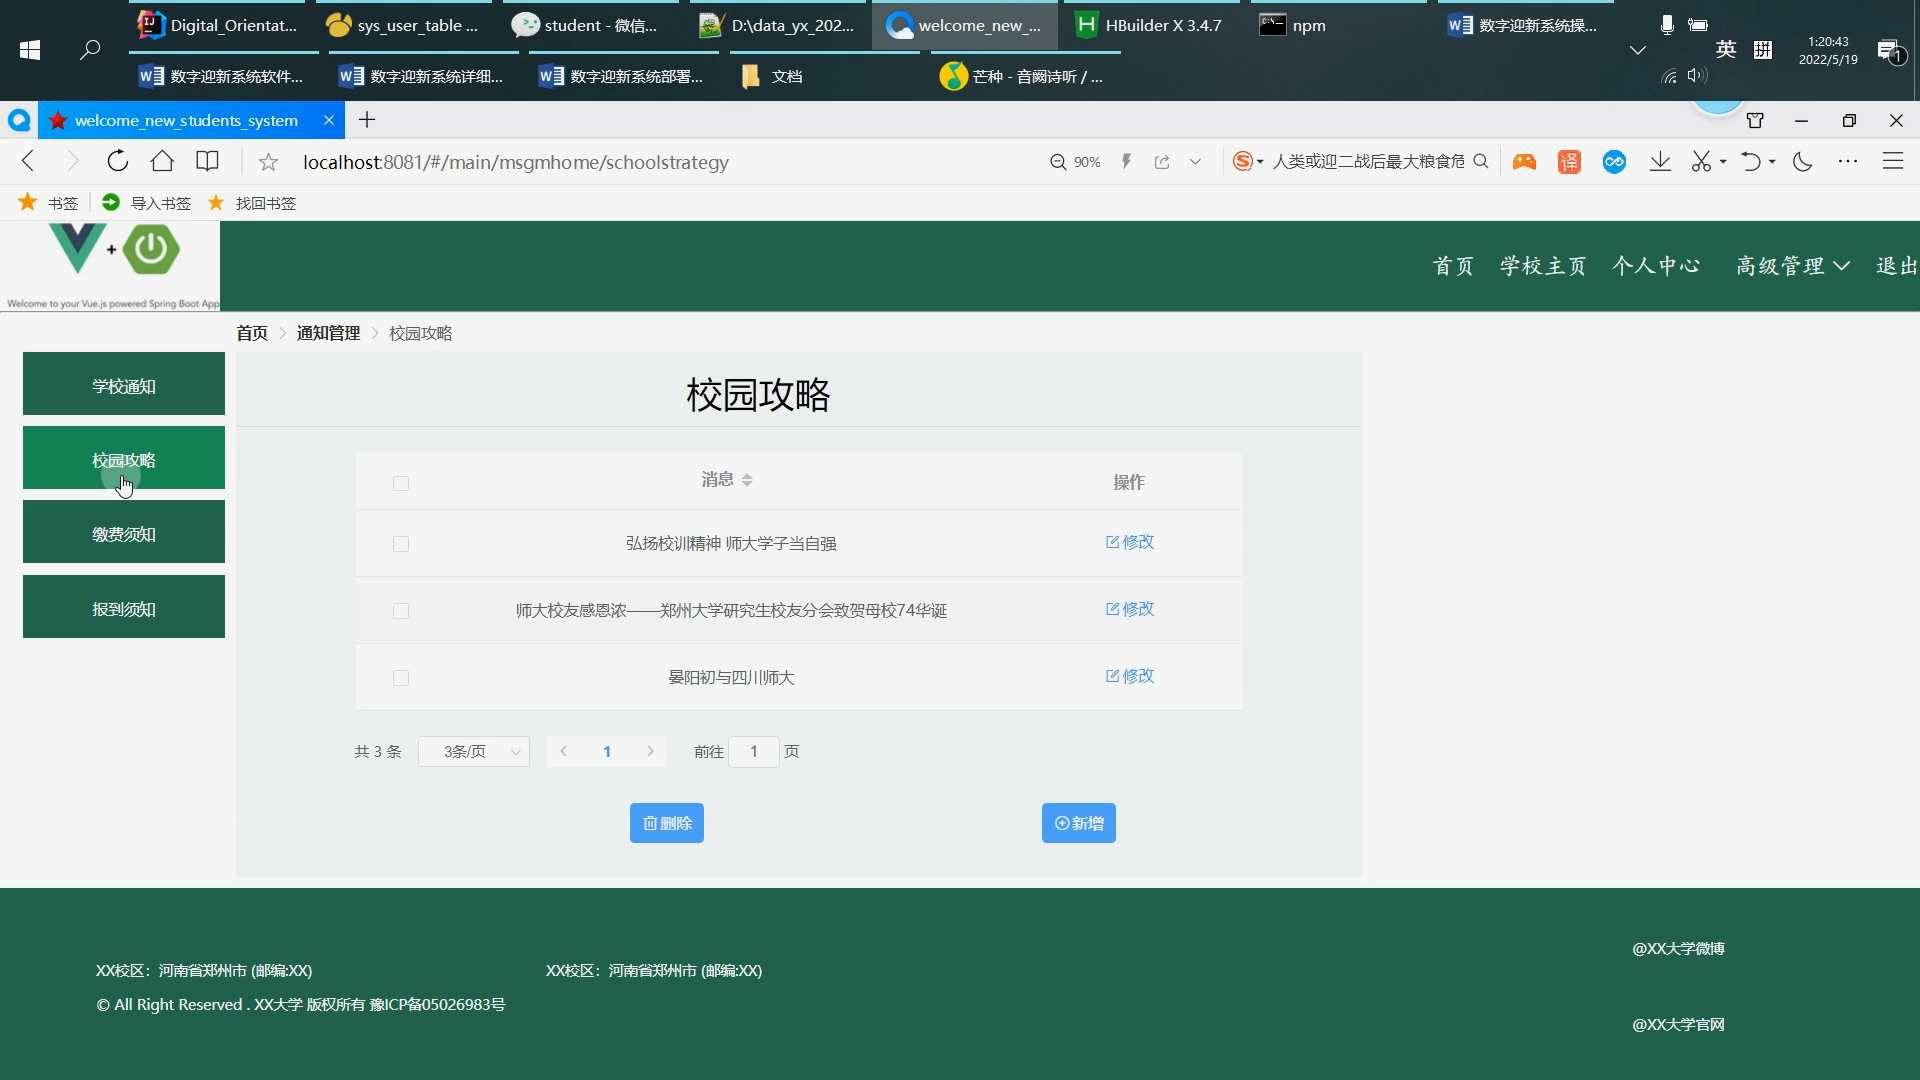 Digital_Orientat...
sys_user_table ...
student - 微信...
D:\data_yx_202...
welcome_new_...
HBuilder X 3.4.7
npm
数字迎新系统操...
数字迎新系统软件...
数字迎新系统详细...
数字迎新系统部署...
文档
芒种 - 音阙诗听 / ...
英
拼
1:20:43
2022/5/19
1
welcome_new_students_system
localhost:8081/#/main/msgmhome/schoolstrategy
90%
人类或迎二战后最大粮食危
译
书签
导入书签
找回书签
Welcome to your Vue.js powered Spring Boot App
首页 学校主页 个人中心 高级管理 退出
首页 > 通知管理 > 校园攻略
学校通知
校园攻略
缴费须知
报到须知
校园攻略
消息 操作
弘扬校训精神 师大学子当自强 修改
师大校友感恩浓——郑州大学研究生校友分会致贺母校74华诞 修改
晏阳初与四川师大 修改
共 3 条 3条/页 < 1 > 前往 1 页
删除 新增
XX校区：河南省郑州市 (邮编:XX) XX校区：河南省郑州市 (邮编:XX)
© All Right Reserved . XX大学 版权所有 豫ICP备05026983号
@XX大学微博
@XX大学官网